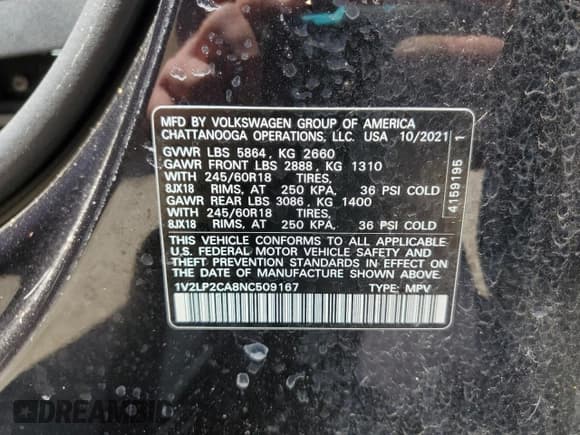 MFD BY VOLKSWAGEN GROUP OF AMERICA
CHATTANOOGA OPERATIONS, LLC. USA 10/2021
GVWR LBS 5864, KG 2660
GAWR FRONT LBS 2888, KG 1310
WITH 245/60R18 TIRES,
8JX18 RIMS, AT 250 KPA, 36 PSI COLD
GAWR REAR LBS 3086, KG 1400
WITH 245/60R18 TIRES,
8JX18 RIMS, AT 250 KPA, 36 PSI COLD
THIS VEHICLE CONFORMS TO ALL APPLICABLE
U.S. FEDERAL MOTOR VEHICLE SAFETY AND
THEFT PREVENTION STANDARDS IN EFFECT ON
THE DATE OF MANUFACTURE SHOWN ABOVE.
1V2LP2CA8NC509167 TYPE: MPV
4159195 1
DREAMBID